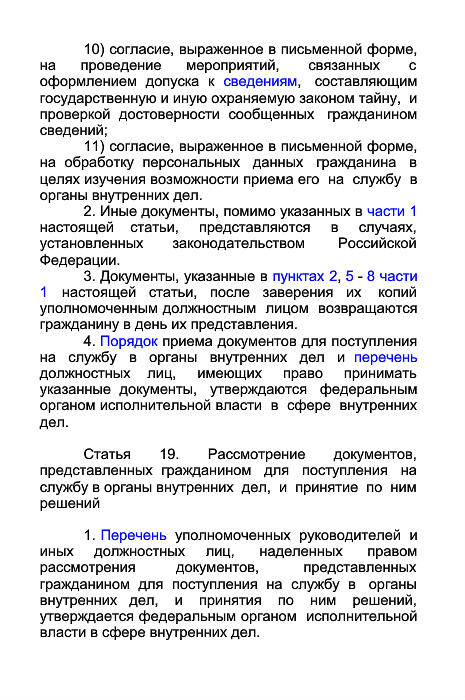 10) согласие, выраженное в письменной форме,
на проведение мероприятий, связанных с
оформлением допуска к сведениям, составляющим
государственную и иную охраняемую законом тайну, и
проверкой достоверности сообщенных гражданином
сведений;
11) согласие, выраженное в письменной форме,
на обработку персональных данных гражданина в
целях изучения возможности приема его на службу в
органы внутренних дел.
2. Иные документы, помимо указанных в части 1
настоящей статьи, представляются в случаях,
установленных законодательством Российской
Федерации.
3. Документы, указанные в пунктах 2, 5 - 8 части
1 настоящей статьи, после заверения их копий
уполномоченным должностным лицом возвращаются
гражданину в день их представления.
4. Порядок приема документов для поступления
на службу в органы внутренних дел и перечень
должностных лиц, имеющих право принимать
указанные документы, утверждаются федеральным
органом исполнительной власти в сфере внутренних
дел.
Статья 19. Рассмотрение документов,
представленных гражданином для поступления на
службу в органы внутренних дел, и принятие по ним
решений
1. Перечень уполномоченных руководителей и
иных должностных лиц, наделенных правом
рассмотрения документов, представленных
гражданином для поступления на службу в органы
внутренних дел, и принятия по ним решений,
утверждается федеральным органом исполнительной
власти в сфере внутренних дел.